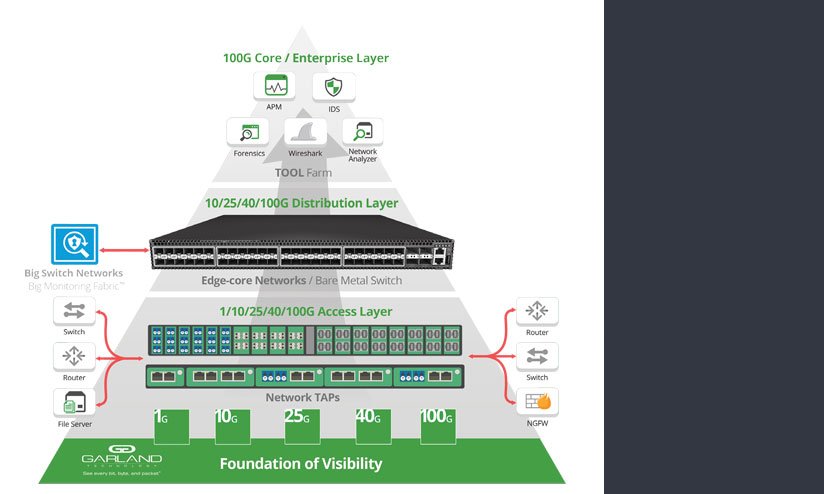 100G Core / Enterprise Layer
APM
IDS
Forensics
Wireshark
Network
Analyzer
TOOL Farm
10/25/40/100G Distribution Layer
Big Switch Networks
Big Monitoring Fabric™
Edge-core Networks / Bare Metal Switch
1/10/25/40/100G Access Layer
Switch
Router
File Server
Router
Switch
NGFW
Network TAPs
1G
10G
25G
40G
100G
GARLAND
TECHNOLOGY
See every bit, byte, and packet™
Foundation of Visibility